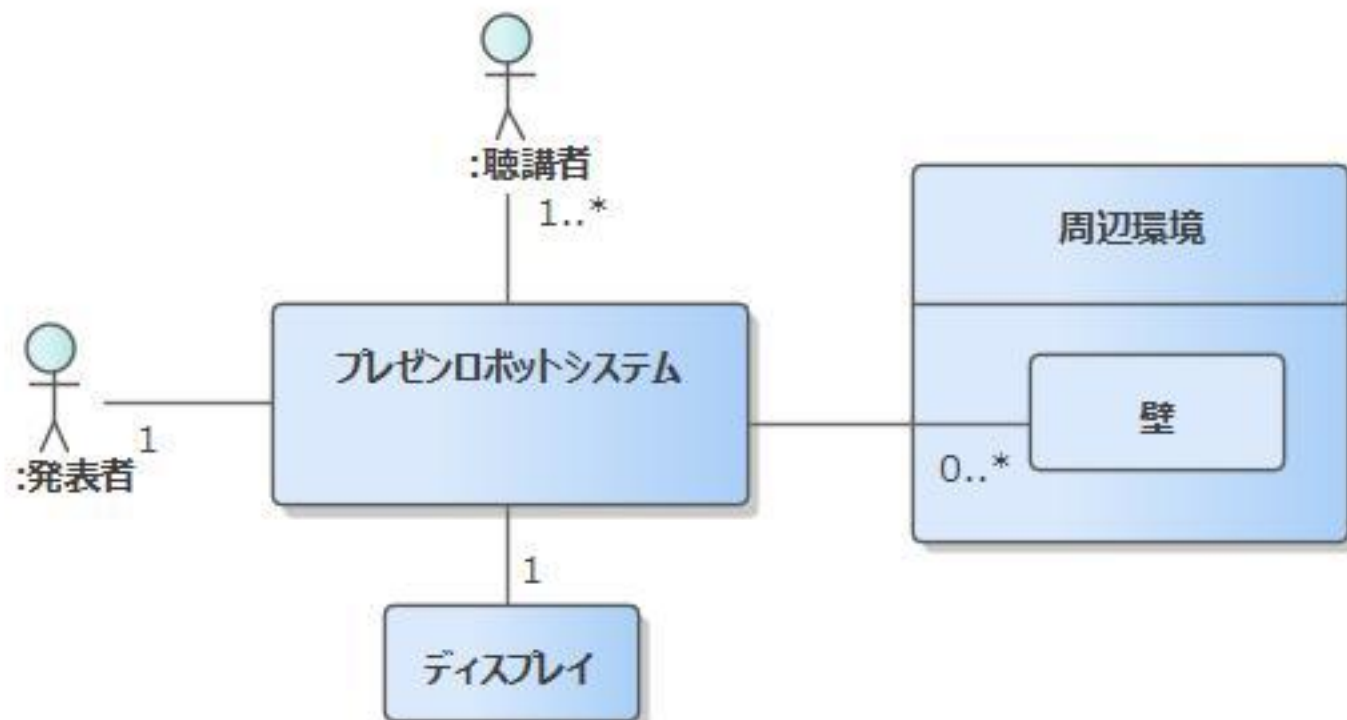 :聴講者
1..*
周辺環境
プレゼンロボットシステム
1
:発表者
壁
0..*
1
ディスプレイ